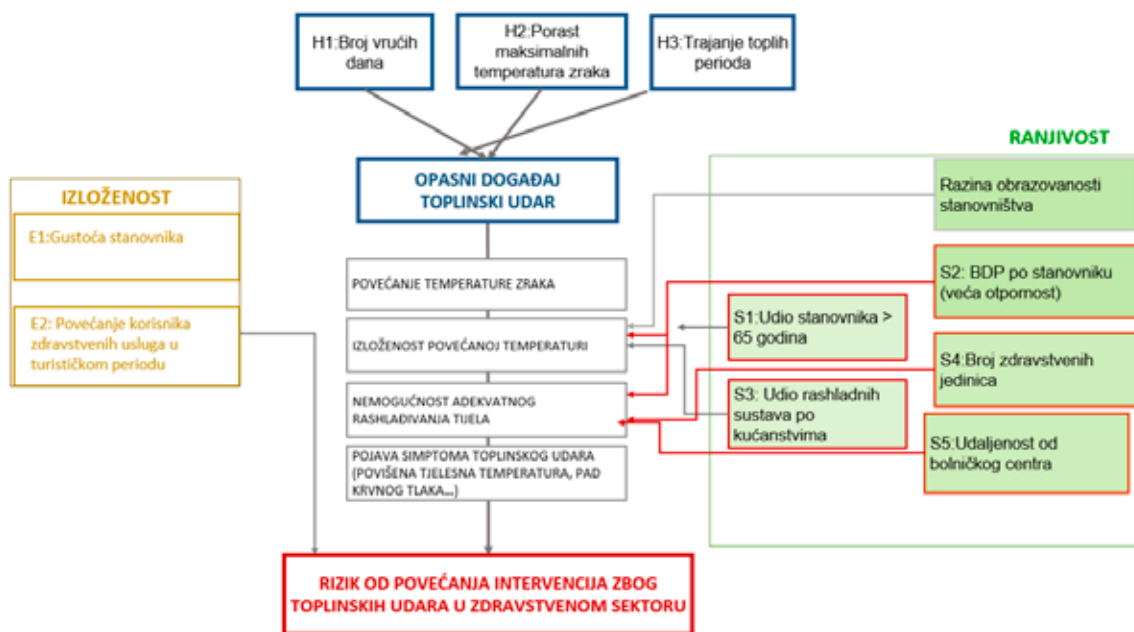 H1:Broj vrućih
dana
H2:Porast
maksimalnih
temperatura zraka
H3:Trajanje toplih
perioda
OPASNI DOGAĐAJ
TOPLINSKI UDAR
IZLOŽENOST
E1:Gustoća stanovnika
E2: Povećanje korisnika
zdravstvenih usluga u
turističkom periodu
POVEĆANJE TEMPERATURE ZRAKA
IZLOŽENOST POVEĆANOJ TEMPERATURI
NEMOGUĆNOST ADEKVATNOG
RASHLAĐIVANJA TIJELA
POJAVA SIMPTOMA TOPLINSKOG UDARA
(POVIŠENA TJELESNA TEMPERATURA, PAD
KRVNOG TLAKA...)
RIZIK OD POVEĆANJA INTERVENCIJA ZBOG
TOPLINSKIH UDARA U ZDRAVSTVENOM SEKTORU
RANJIVOST
Razina obrazovanosti
stanovništva
S2: BDP po stanovniku
(veća otpornost)
S1:Udio stanovnika >
65 godina
S4:Broj zdravstvenih
jedinica
S3: Udio rashladnih
sustava po
kućanstvima
S5:Udaljenost od
bolničkog centra